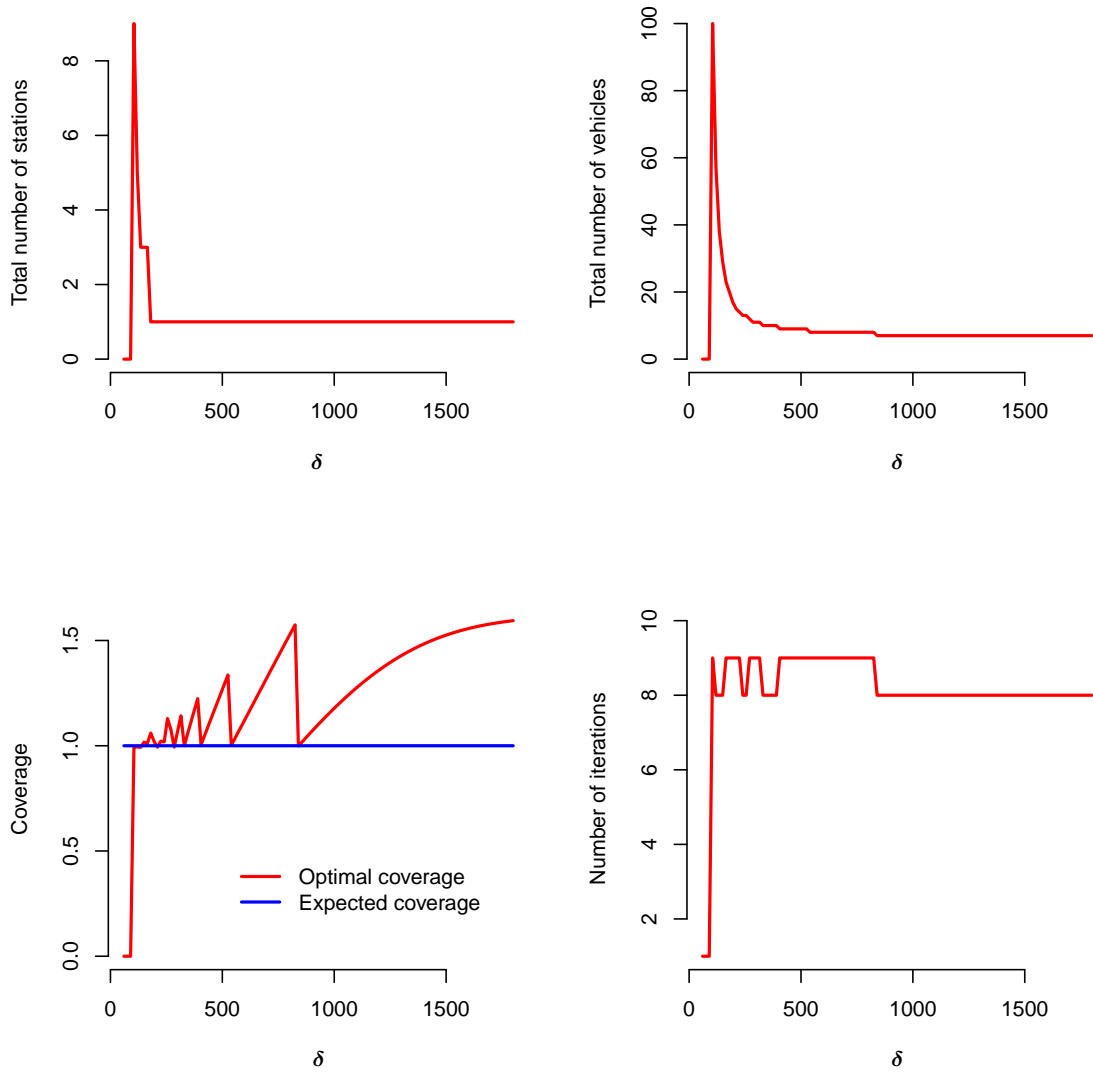 Total number of stations
0 2 4 6 8
0 500 1000 1500
δ
Total number of vehicles
0 20 40 60 80 100
0 500 1000 1500
δ
Coverage
0.0 0.5 1.0 1.5
Optimal coverage
Expected coverage
0 500 1000 1500
δ
Number of iterations
2 4 6 8 10
0 500 1000 1500
δ